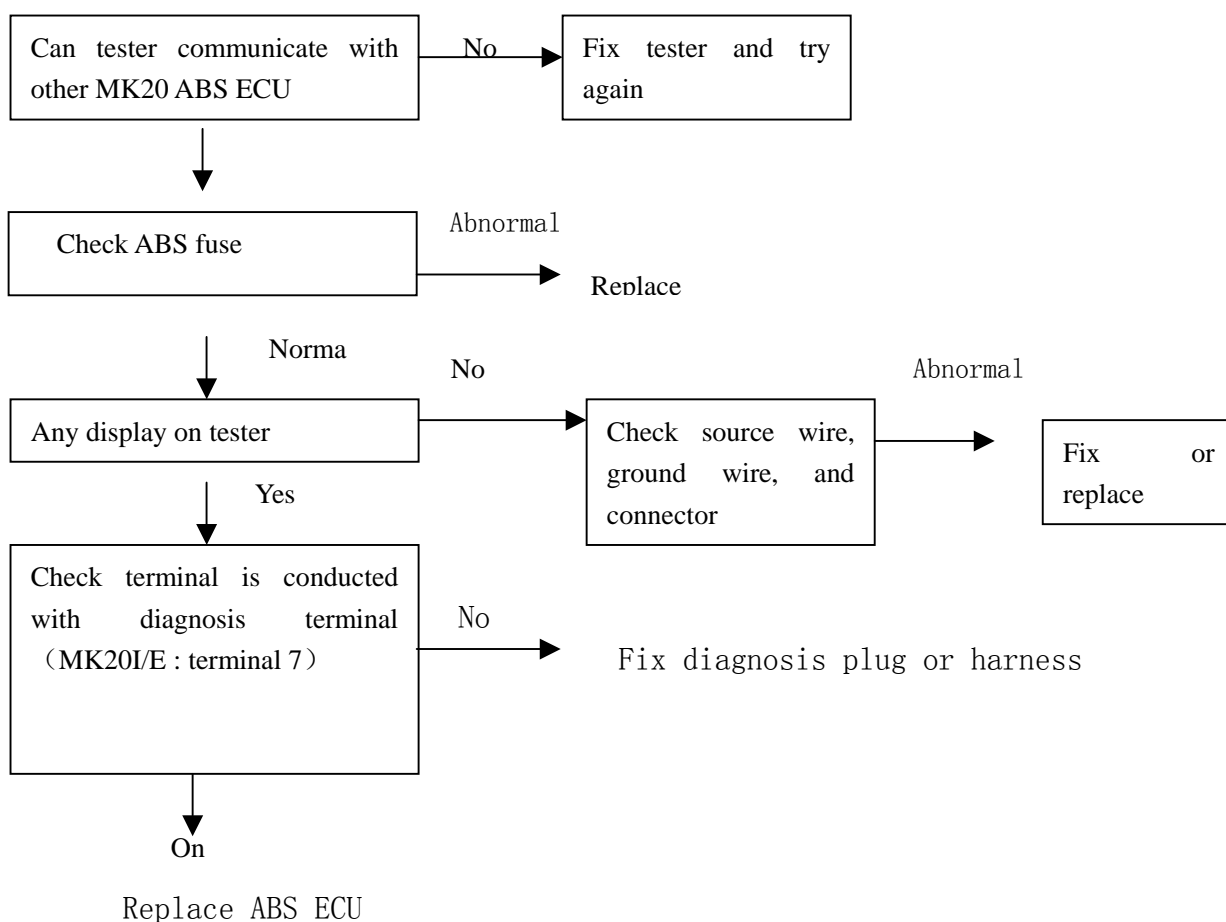 Can tester communicate with
other MK20 ABS ECU
No
Fix tester and try
again
Check ABS fuse
Abnormal
Replace
Norma
No
Abnormal
Any display on tester
Check source wire,
ground wire, and
connector
Fix or
replace
Yes
Check terminal is conducted
with diagnosis terminal
（MK20I/E : terminal 7）
No
Fix diagnosis plug or harness
On
Replace ABS ECU